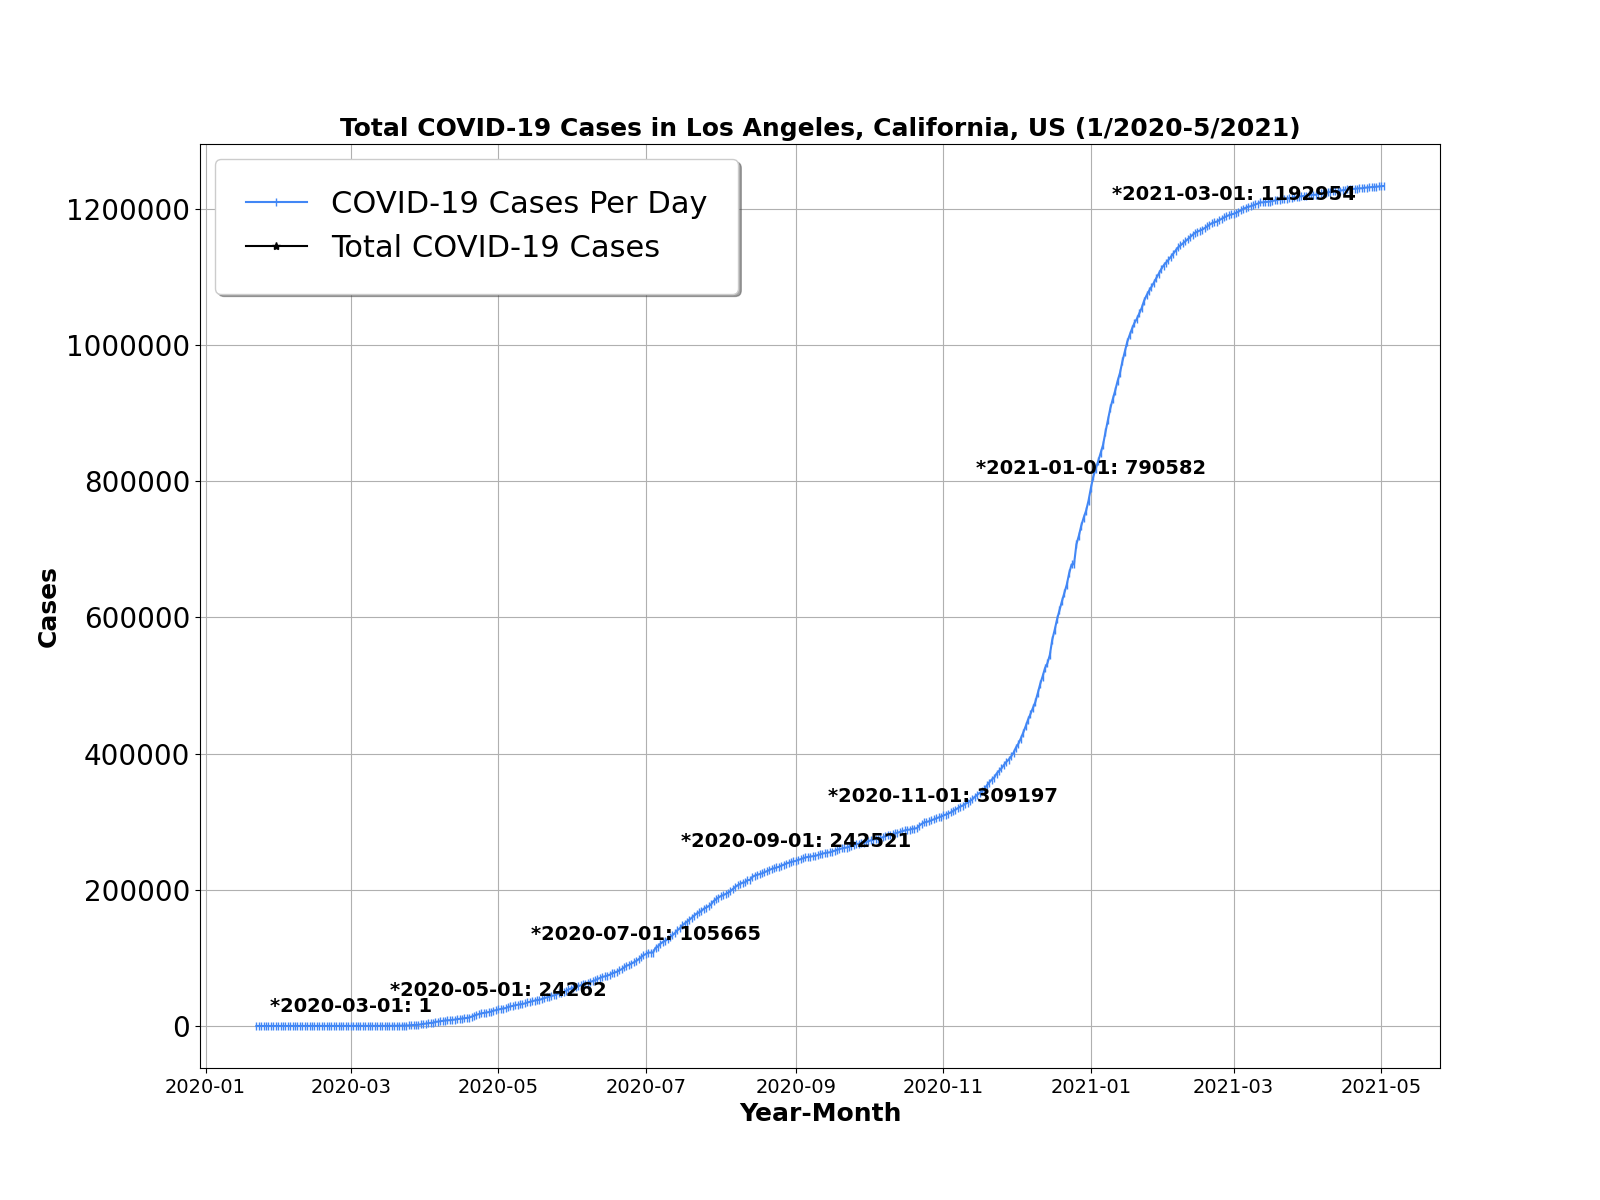 Total COVID-19 Cases in Los Angeles, California, US (1/2020-5/2021)
COVID-19 Cases Per Day
Total COVID-19 Cases
*2021-03-01: 1192954
1200000
1000000
*2021-01-01: 790582
800000
600000
Cases
400000
*2020-11-01: 309197
*2020-09-01: 242521
200000
*2020-07-01: 105665
*2020-05-01: 24262
*2020-03-01: 1
0
2020-01 2020-03 2020-05 2020-07 2020-09 2020-11 2021-01 2021-03 2021-05
Year-Month